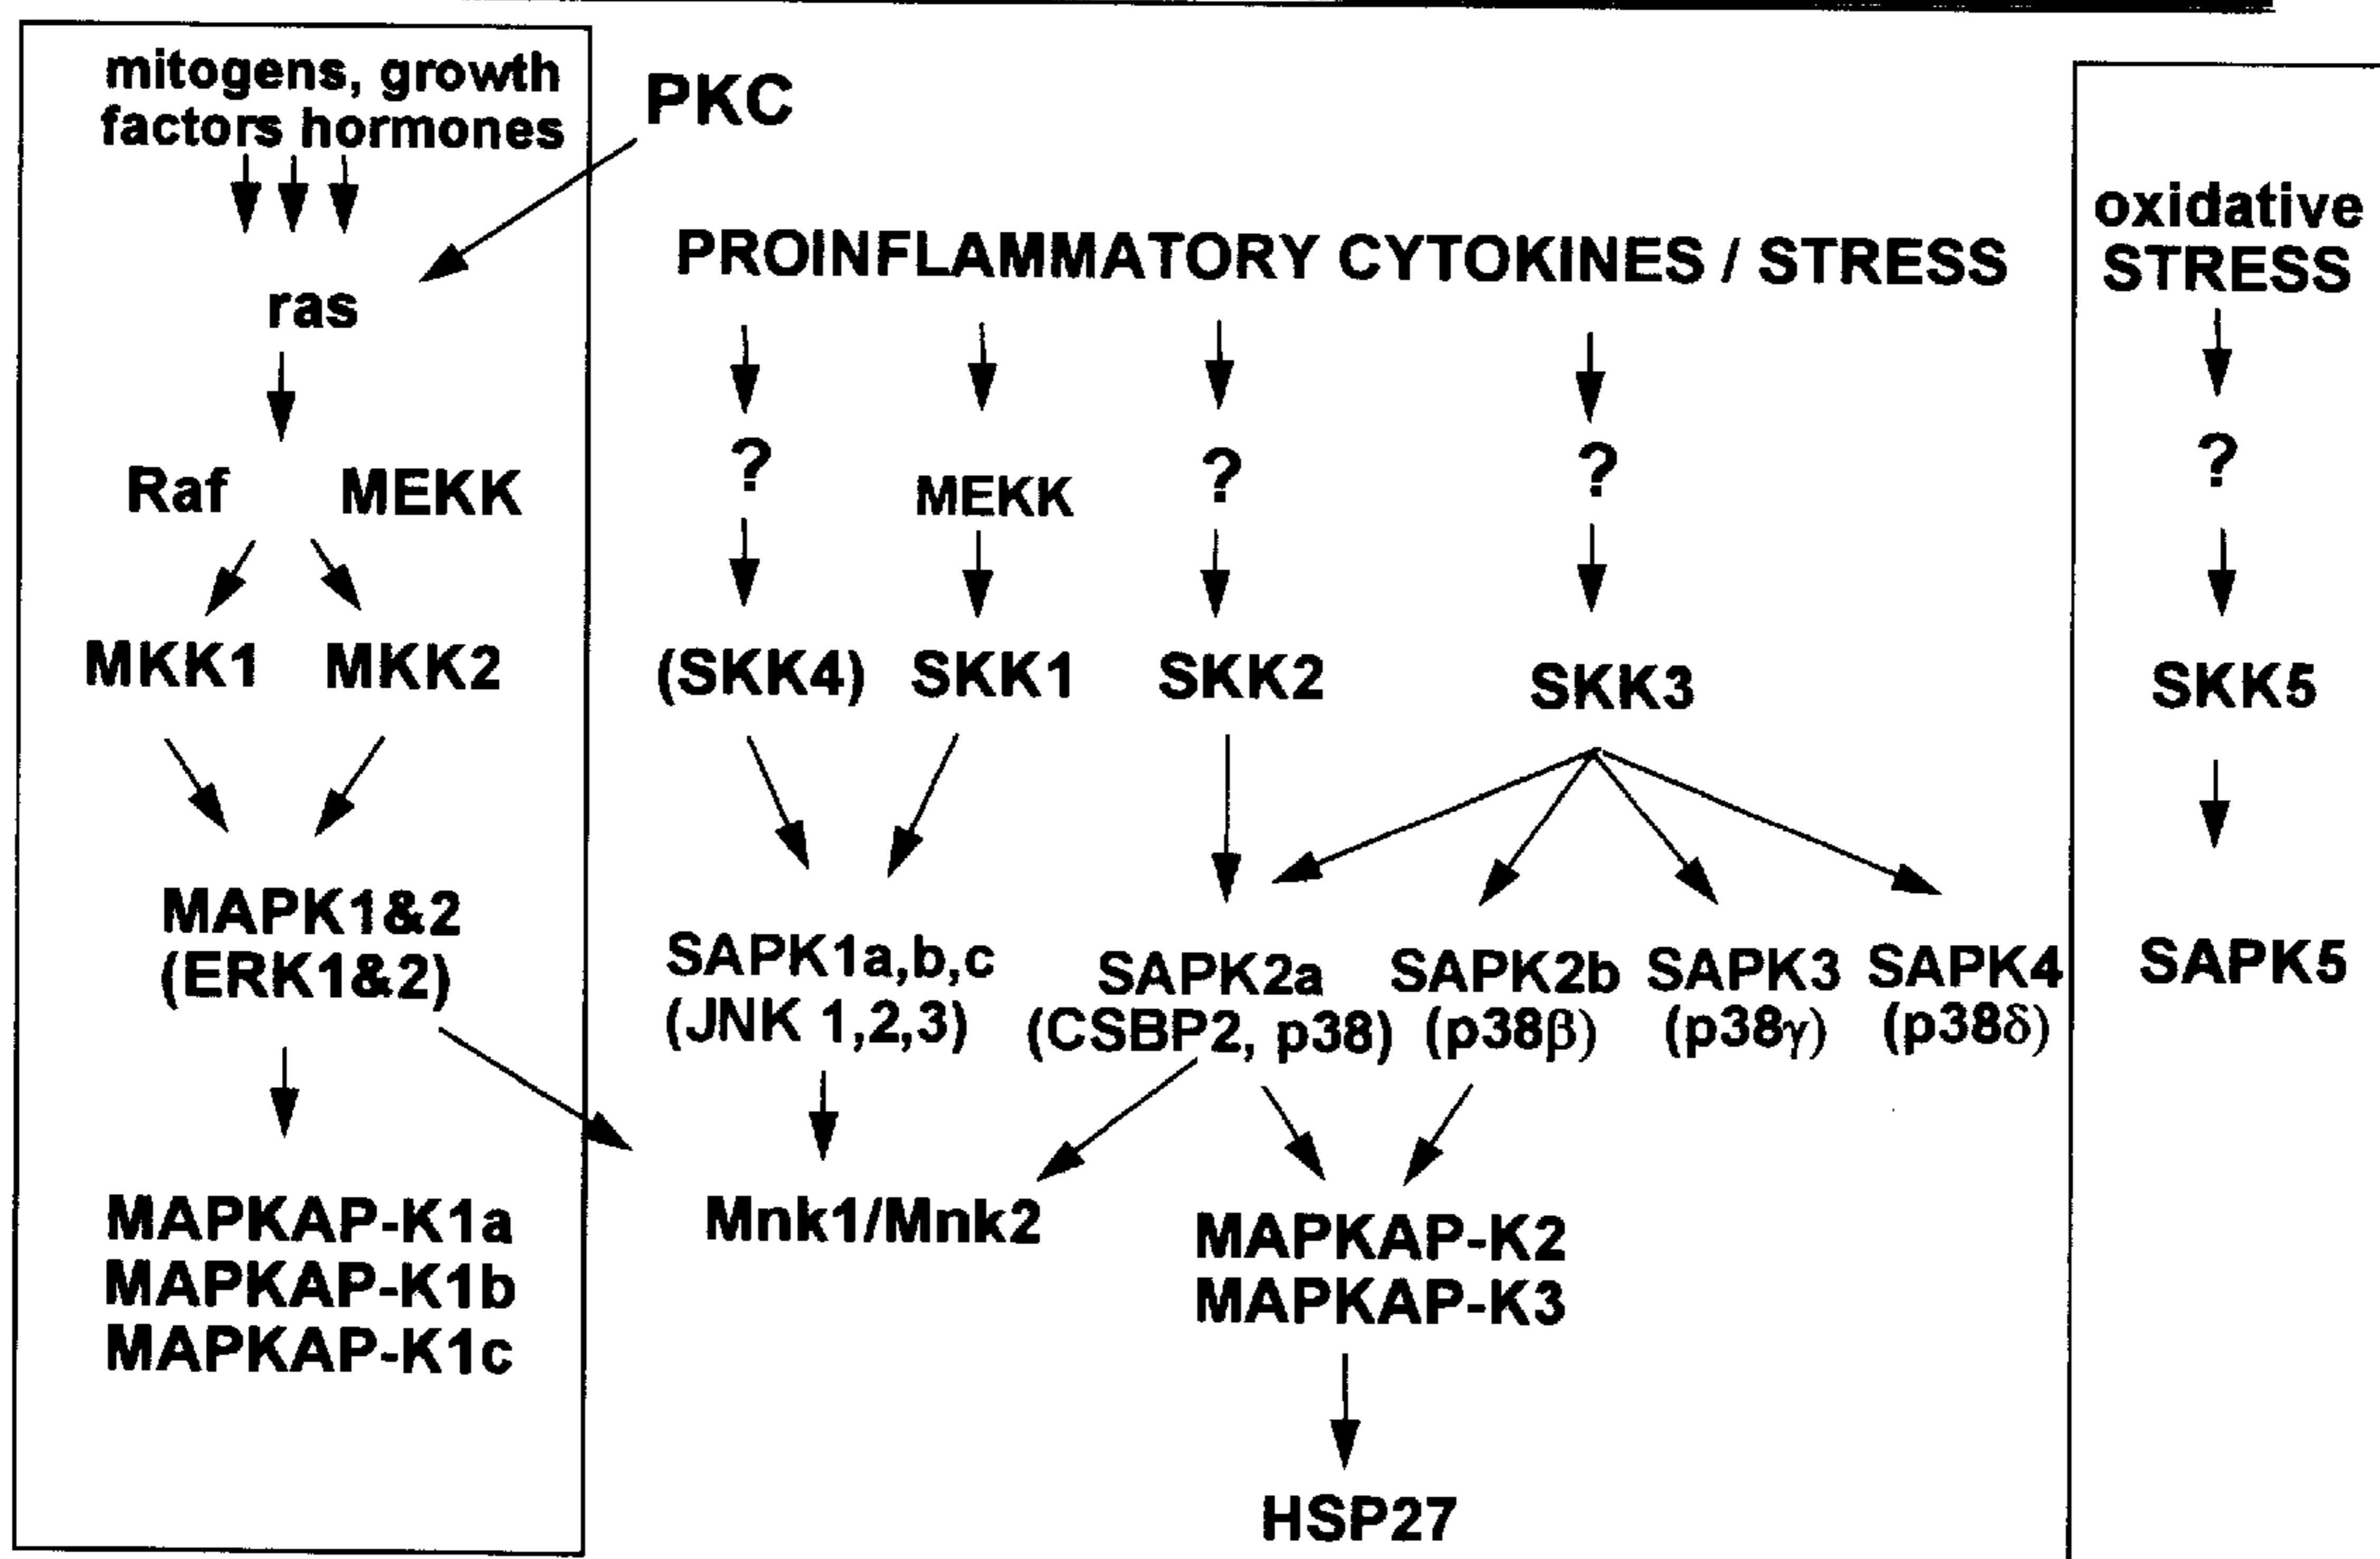 mitogens, growth
factors hormones
PKC
ras
Raf MEKK
MKK1 MKK2
MAPK1&2
(ERK1&2)
MAPKAP-K1a
MAPKAP-K1b
MAPKAP-K1c
PROINFLAMMATORY CYTOKINES / STRESS
? MEKK ? ?
(SKK4) SKK1 SKK2 SKK3
SAPK1a,b,c
(JNK 1,2,3)
SAPK2a
(CSBP2, p38)
SAPK2b
(p38β)
SAPK3
(p38γ)
SAPK4
(p38δ)
Mnk1/Mnk2
MAPKAP-K2
MAPKAP-K3
HSP27
oxidative
STRESS
?
SKK5
SAPK5